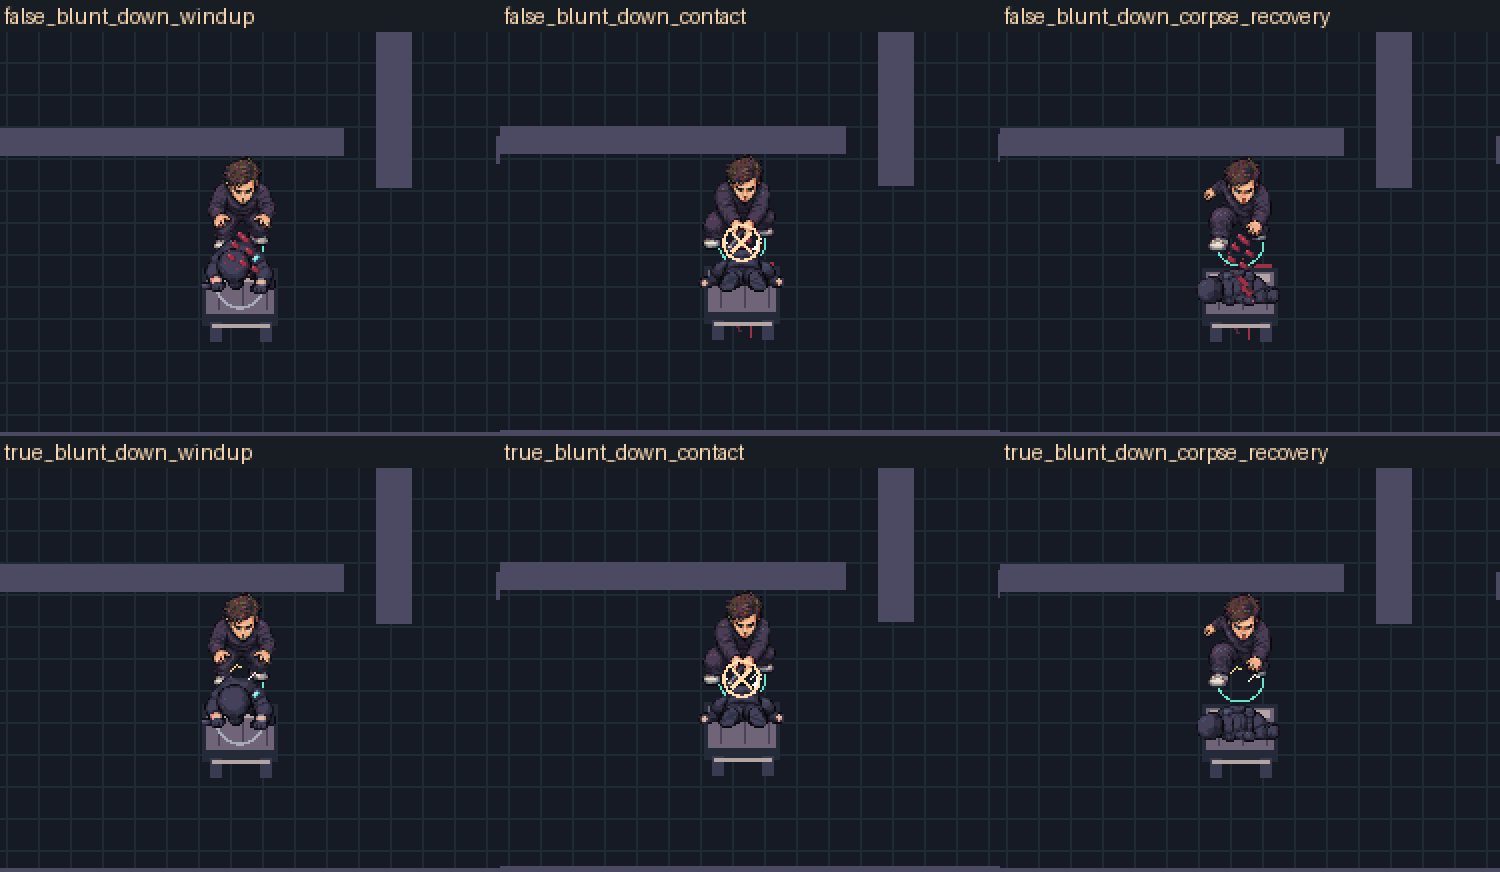 false_blunt_down_windup
false_blunt_down_contact
false_blunt_down_corpse_recovery
true_blunt_down_windup
true_blunt_down_contact
true_blunt_down_corpse_recovery